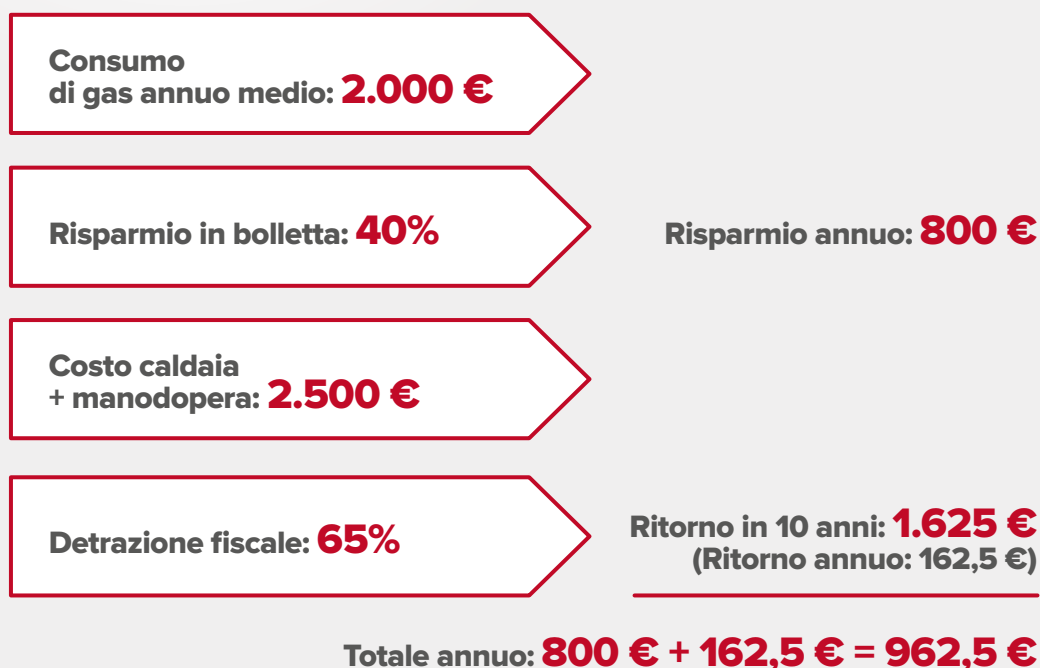 Consumo
di gas annuo medio: 2.000 €
Risparmio in bolletta: 40%
Risparmio annuo: 800 €
Costo caldaia
+ manodopera: 2.500 €
Detrazione fiscale: 65%
Ritorno in 10 anni: 1.625 €
(Ritorno annuo: 162,5 €)
Totale annuo: 800 € + 162,5 € = 962,5 €